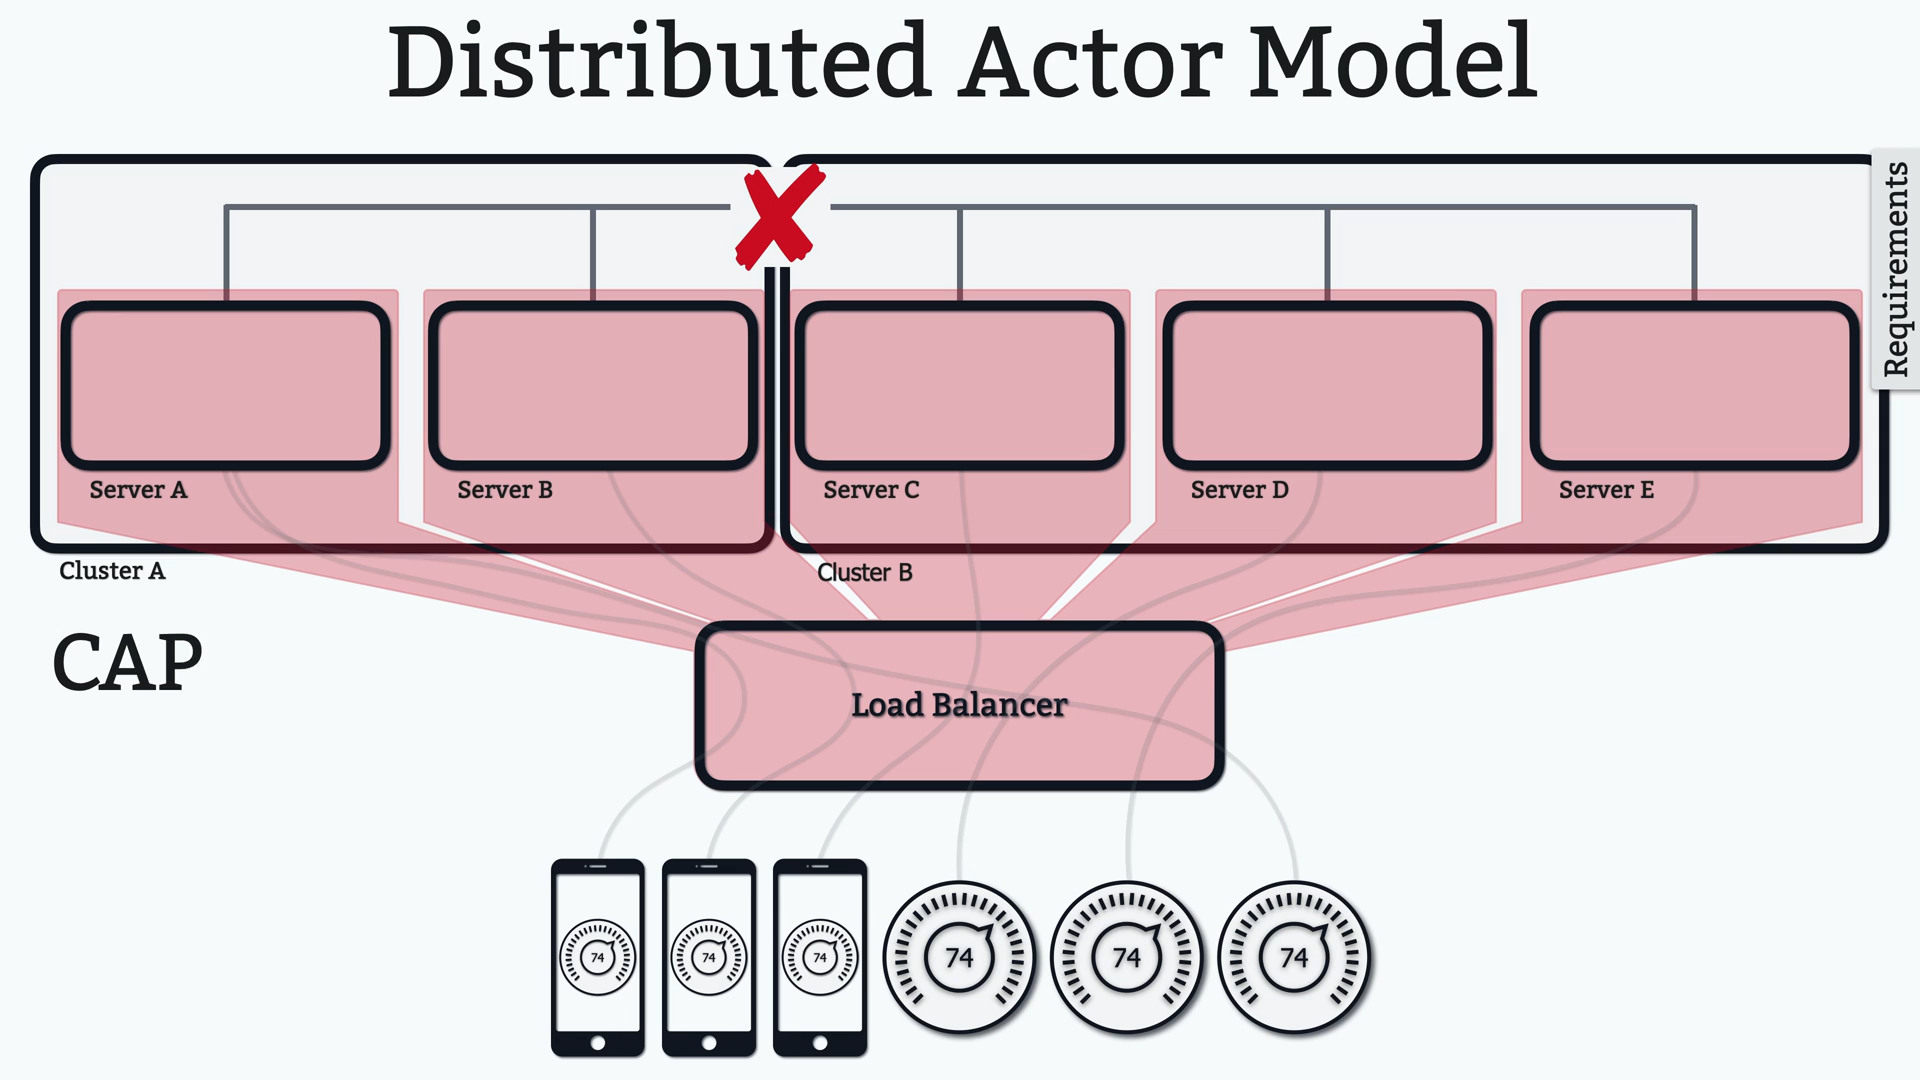 Distributed Actor Model
Requirements
Server A
Server B
Server C
Server D
Server E
Cluster A
Cluster B
CAP
Load Balancer
74
74
74
74
74
74